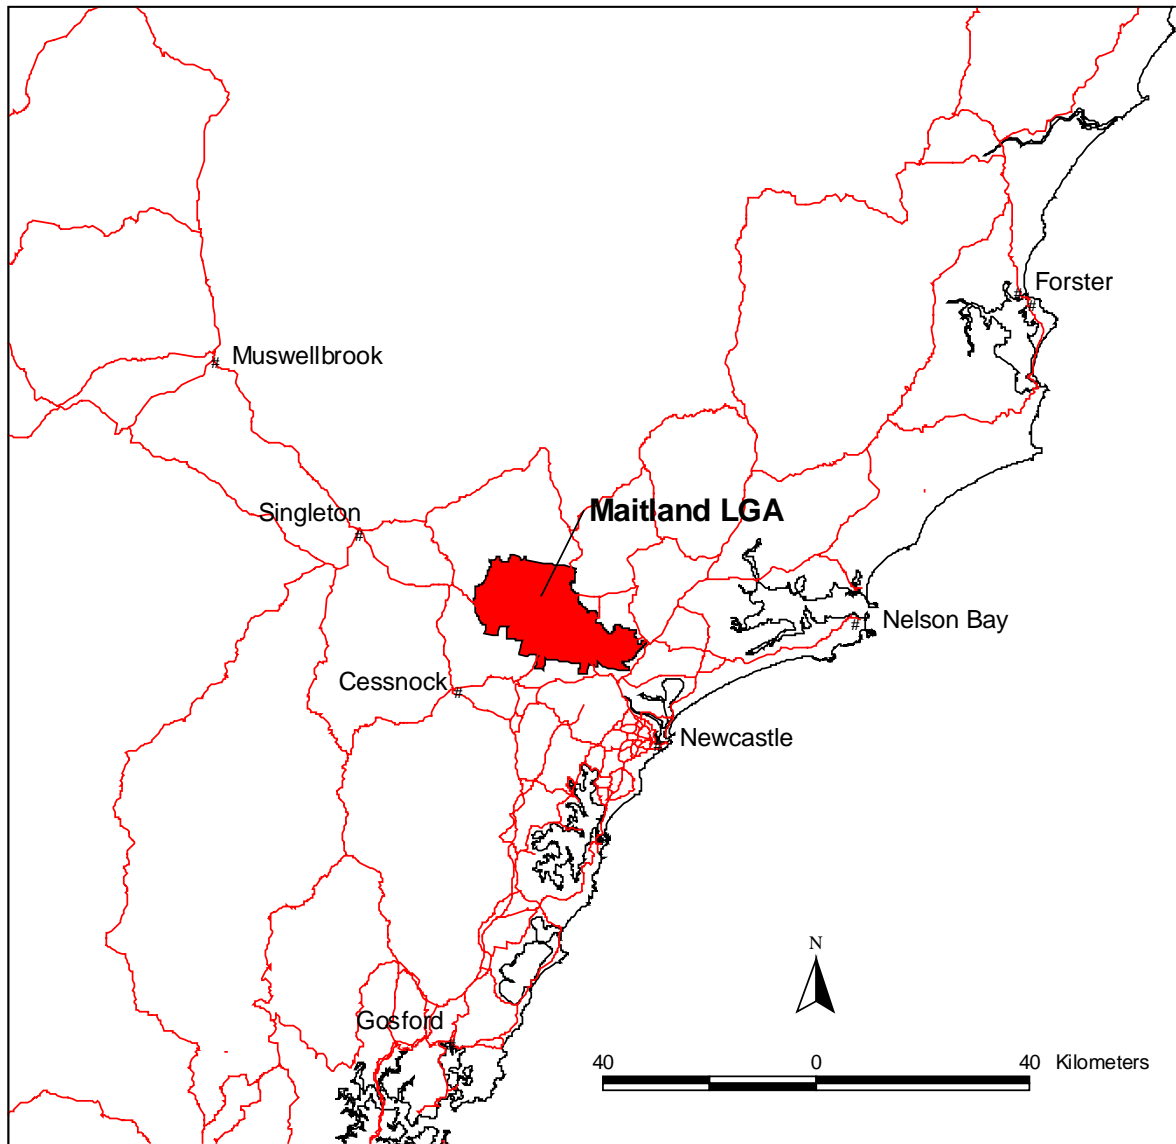 Forster
Muswellbrook
Singleton
Maitland LGA
Nelson Bay
Cessnock
Newcastle
N
Gosford
40 0 40 Kilometers